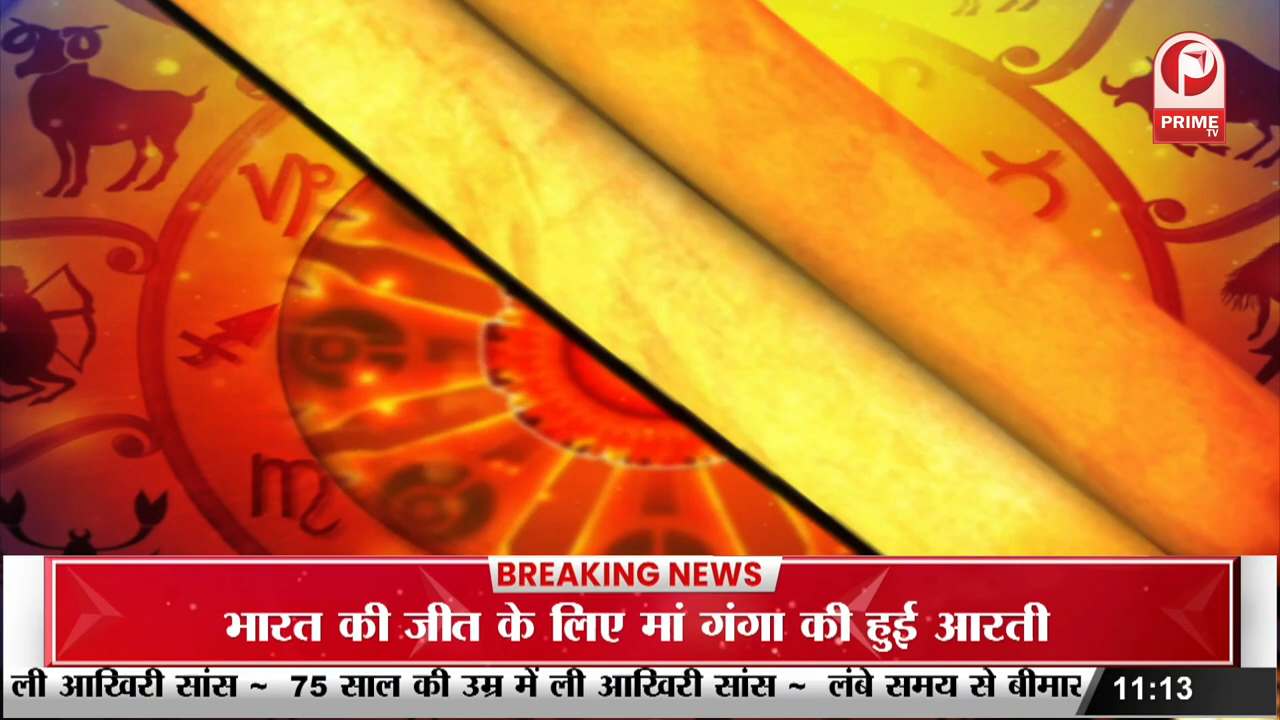 PRIME
TV
BREAKING NEWS
भारत की जीत के लिए मां गंगा की हुई आरती
ली आखिरी सांस ~ 75 साल की उम्र में ली आखिरी सांस ~ लंबे समय से बीमार
11:13